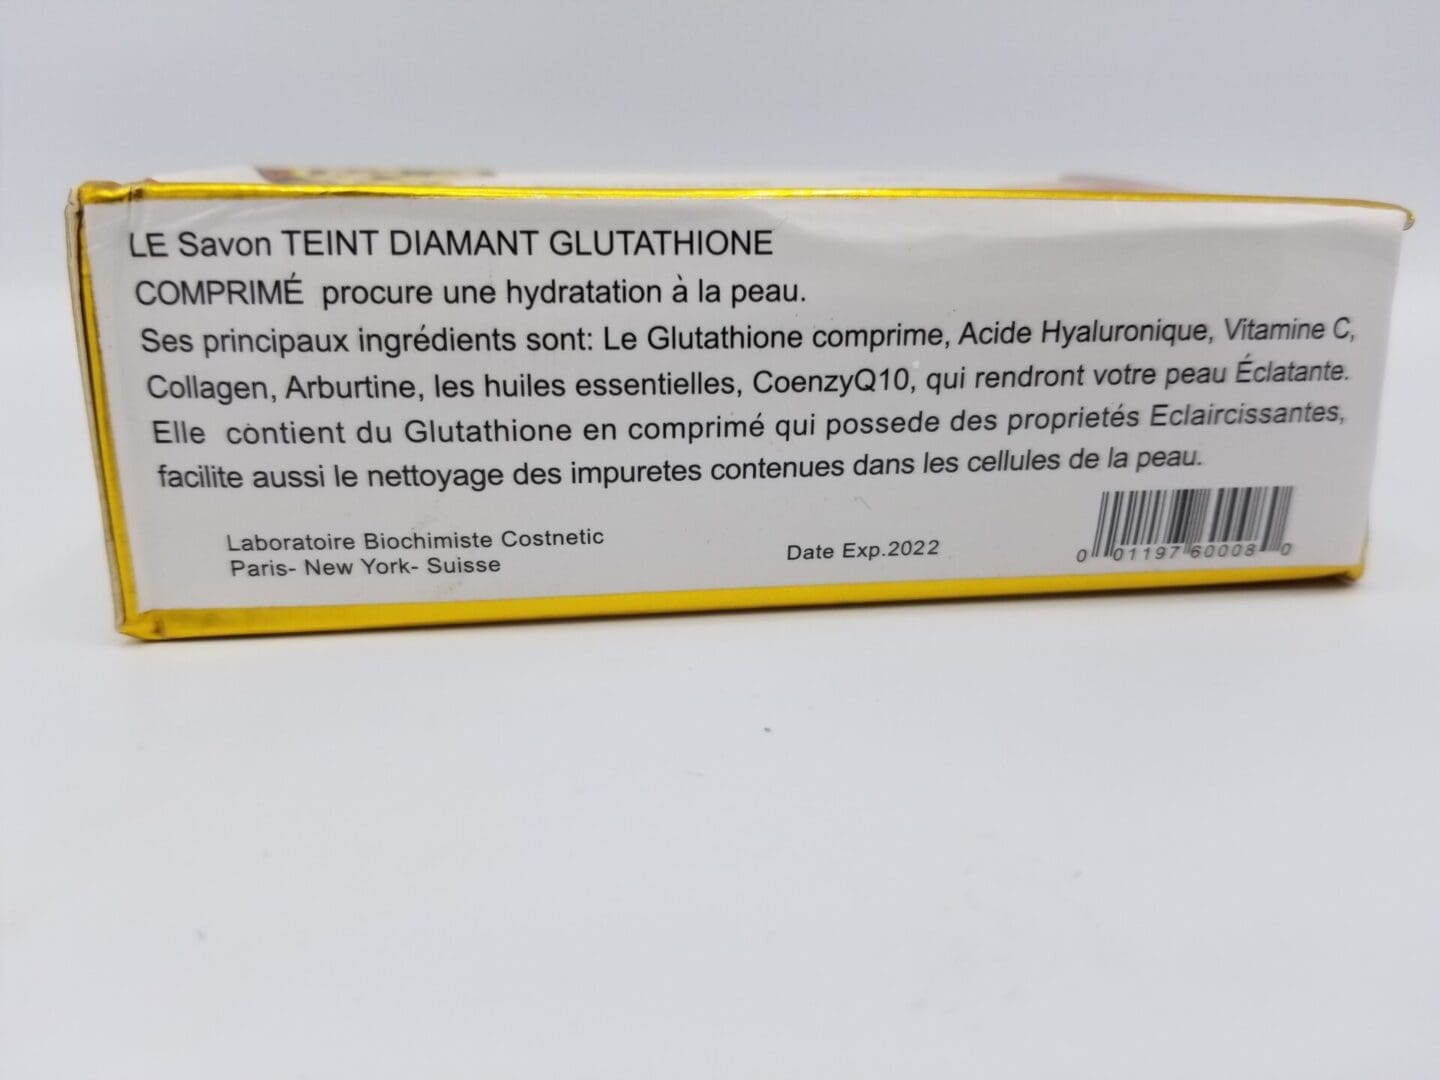 LE Savon TEINT DIAMANT GLUTATHIONE
COMPRIMÉ procure une hydratation à la peau.
Ses principaux ingrédients sont: Le Glutathione comprime, Acide Hyaluronique, Vitamine C,
Collagen, Arburtine, les huiles essentielles, CoenzyQ10, qui rendront votre peau Éclatante.
Elle contient du Glutathione en comprimé qui possede des proprietés Eclaircissantes,
facilite aussi le nettoyage des impuretes contenues dans les cellules de la peau.
Laboratoire Biochimiste Costnetic
Paris- New York- Suisse
Date Exp.2022
0 01197 60008 0